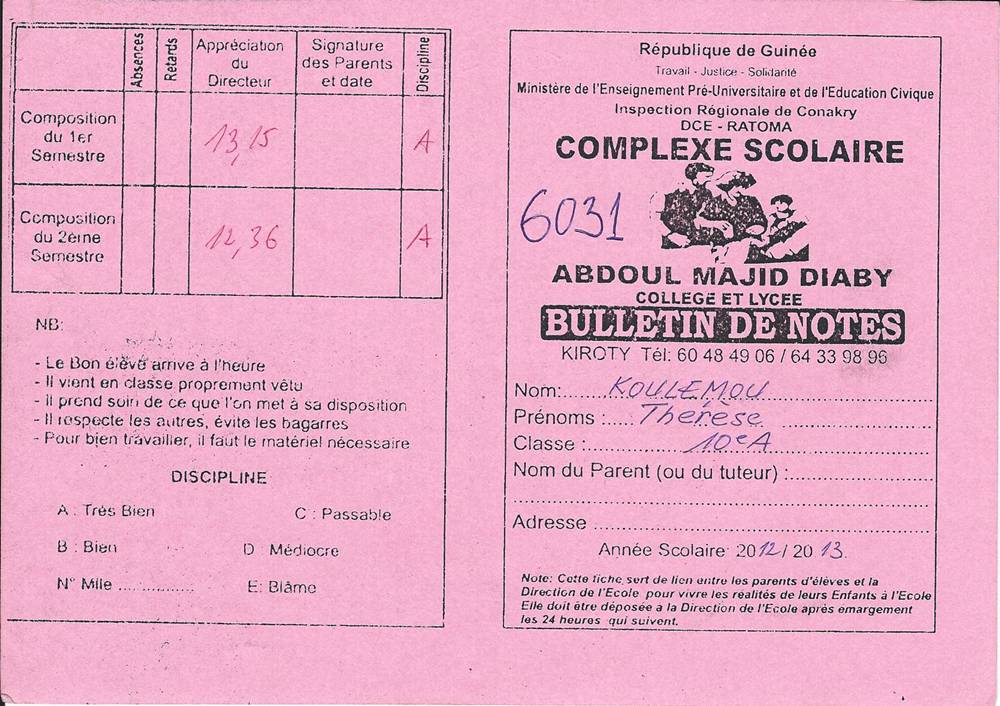 Absences
Retards
Appréciation du Directeur
Signature des Parents et date
Discipline
Composition du 1er Semestre
13,15
A
Composition du 2ème Semestre
12,36
A
NB:
- Le Bon élève arrive à l'heure
- Il vient en classe proprement vêtu
- Il prend soin de ce que l'on met à sa disposition
- Il respecte les autres, évite les bagarres
- Pour bien travailler, il faut le matériel nécessaire
DISCIPLINE
A : Trés Bien
C : Passable
B : Bien
D Médiocre
N° Mle ..............
E: Blâme
République de Guinée
Travail - Justice - Solidarité
Ministère de l'Enseignement Pré-Universitaire et de l'Education Civique
Inspection Régionale de Conakry
DCE - RATOMA
COMPLEXE SCOLAIRE
6031
ABDOUL MAJID DIABY
COLLEGE ET LYCEE
BULLETIN DE NOTES
KIROTY Tél: 60 48 49 06 / 64 33 98 96
Nom: KOULEMOU
Prénoms : Thérèse
Classe : 10e A
Nom du Parent (ou du tuteur) :
Adresse
Année Scolaire 2012/ 2013
Note: Cette fiche sert de lien entre les parents d'élèves et la
Direction de l'Ecole pour vivre les réalités de leurs Enfants à l'Ecole
Elle doit être déposée à la Direction de l'Ecole après émargement
les 24 heures qui suivent.